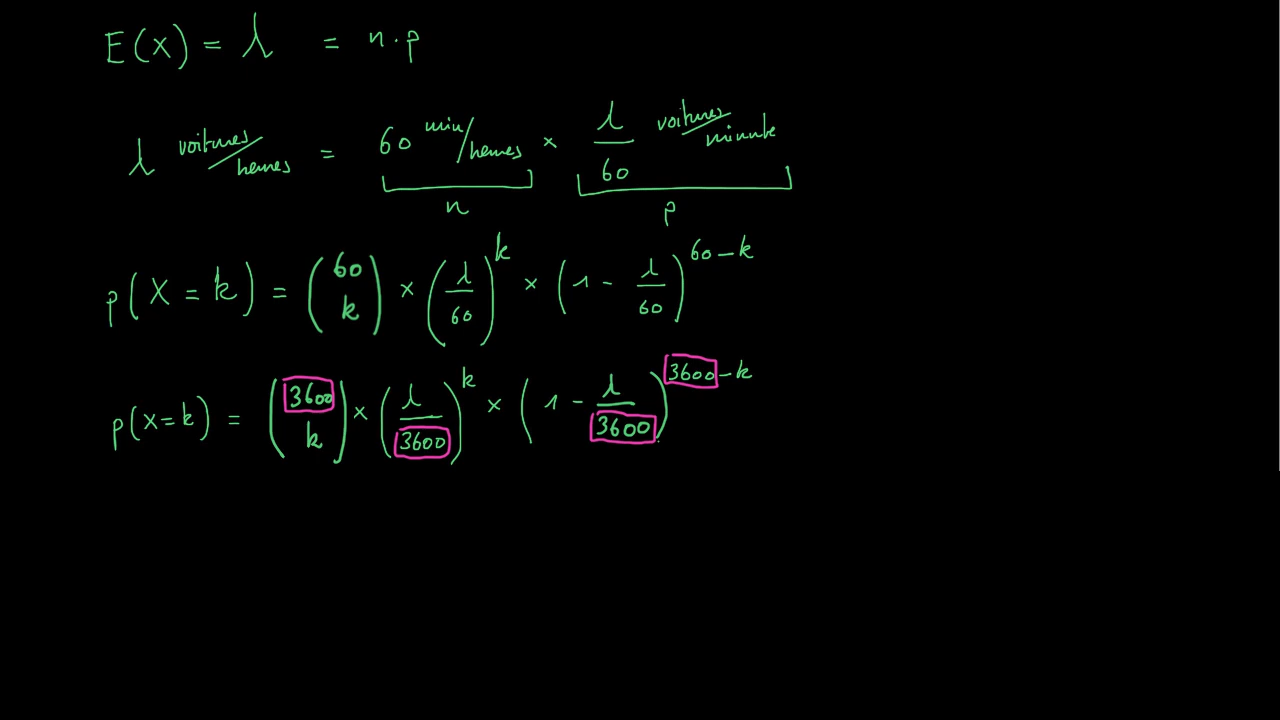 E(X) = λ = n·p
λ voitures/heures = 60 min/heures × λ/60 voitures/minute
n p
p(X = k) = (60 k) × (λ/60)^k × (1 - λ/60)^60-k
p(X=k) = (3600 k) × (λ/3600)^k × (1 - λ/3600)^3600-k